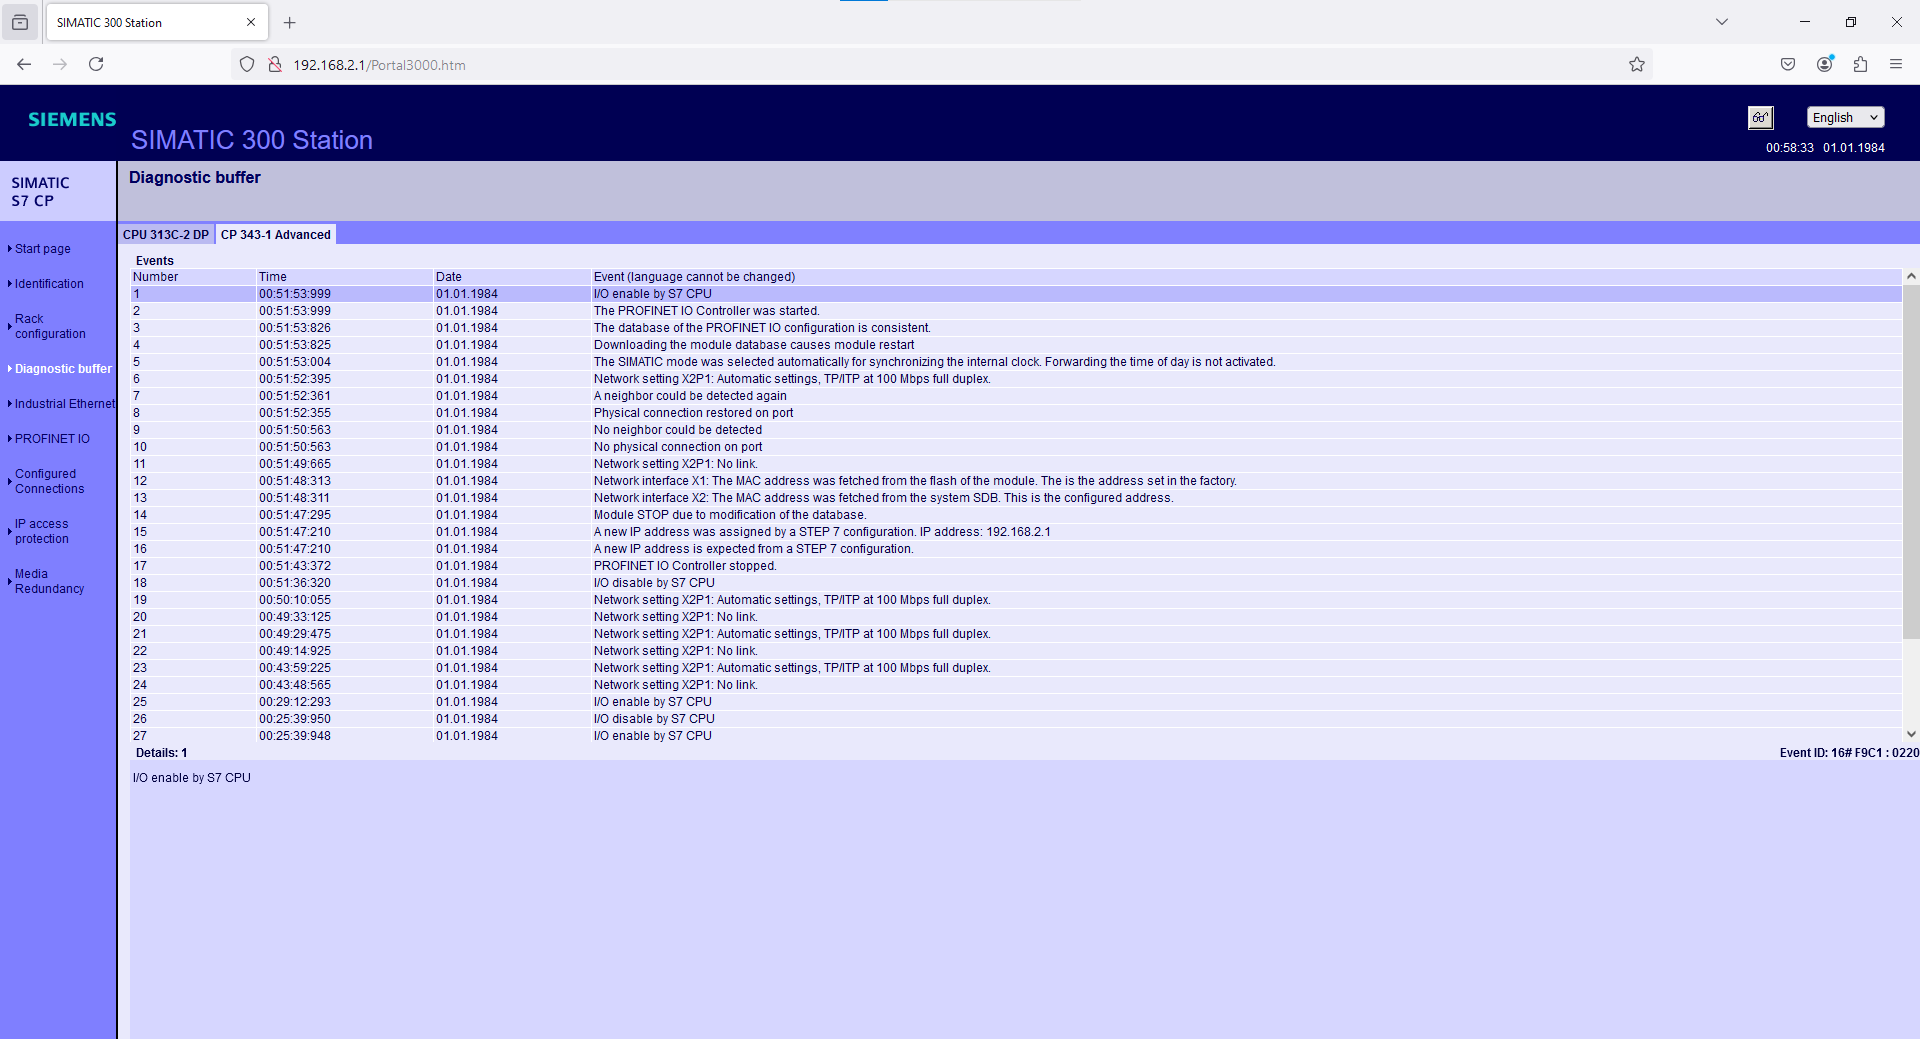 SIMATIC 300 Station
192.168.2.1/Portal3000.htm
SIEMENS
SIMATIC 300 Station
English
00:58:33 01.01.1984
SIMATIC
S7 CP
Diagnostic buffer
CPU 313C-2 DP
CP 343-1 Advanced
Start page
Identification
Rack
configuration
Diagnostic buffer
Industrial Ethernet
PROFINET IO
Configured
Connections
IP access
protection
Media
Redundancy
Events
Number Time Date Event (language cannot be changed)
1 00:51:53:999 01.01.1984 I/O enable by S7 CPU
2 00:51:53:999 01.01.1984 The PROFINET IO Controller was started.
3 00:51:53:826 01.01.1984 The database of the PROFINET IO configuration is consistent.
4 00:51:53:825 01.01.1984 Downloading the module database causes module restart
5 00:51:53:004 01.01.1984 The SIMATIC mode was selected automatically for synchronizing the internal clock. Forwarding the time of day is not activated.
6 00:51:52:395 01.01.1984 Network setting X2P1: Automatic settings, TP/ITP at 100 Mbps full duplex.
7 00:51:52:361 01.01.1984 A neighbor could be detected again
8 00:51:52:355 01.01.1984 Physical connection restored on port
9 00:51:50:563 01.01.1984 No neighbor could be detected
10 00:51:50:563 01.01.1984 No physical connection on port
11 00:51:49:665 01.01.1984 Network setting X2P1: No link.
12 00:51:48:313 01.01.1984 Network interface X1: The MAC address was fetched from the flash of the module. The is the address set in the factory.
13 00:51:48:311 01.01.1984 Network interface X2: The MAC address was fetched from the system SDB. This is the configured address.
14 00:51:47:295 01.01.1984 Module STOP due to modification of the database.
15 00:51:47:210 01.01.1984 A new IP address was assigned by a STEP 7 configuration. IP address: 192.168.2.1
16 00:51:47:210 01.01.1984 A new IP address is expected from a STEP 7 configuration.
17 00:51:43:372 01.01.1984 PROFINET IO Controller stopped.
18 00:51:36:320 01.01.1984 I/O disable by S7 CPU
19 00:50:10:055 01.01.1984 Network setting X2P1: Automatic settings, TP/ITP at 100 Mbps full duplex.
20 00:49:33:125 01.01.1984 Network setting X2P1: No link.
21 00:49:29:475 01.01.1984 Network setting X2P1: Automatic settings, TP/ITP at 100 Mbps full duplex.
22 00:49:14:925 01.01.1984 Network setting X2P1: No link.
23 00:43:59:225 01.01.1984 Network setting X2P1: Automatic settings, TP/ITP at 100 Mbps full duplex.
24 00:43:48:565 01.01.1984 Network setting X2P1: No link.
25 00:29:12:293 01.01.1984 I/O enable by S7 CPU
26 00:25:39:950 01.01.1984 I/O disable by S7 CPU
27 00:25:39:948 01.01.1984 I/O enable by S7 CPU
Details: 1 Event ID: 16# F9C1 : 0220
I/O enable by S7 CPU